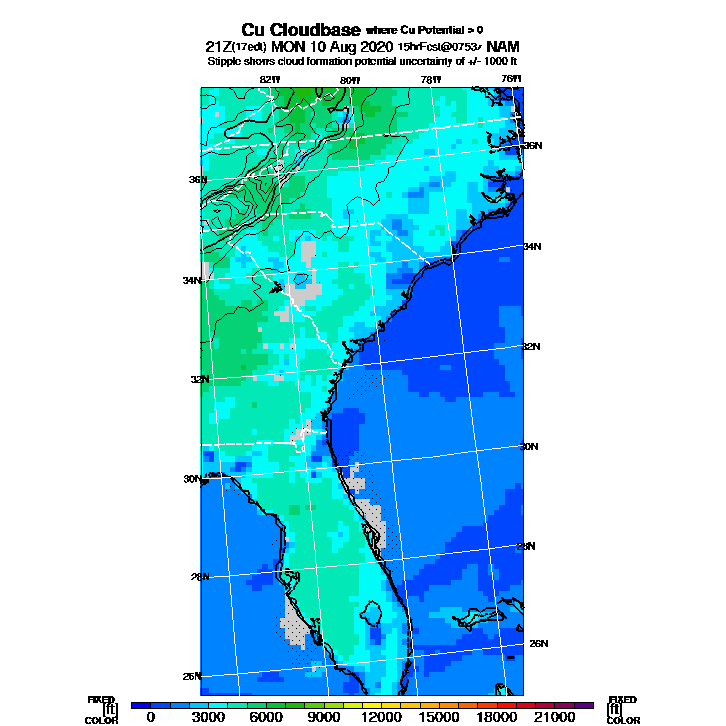 Cu Cloudbase where Cu Potential > 0
21Z(17edt) MON 10 Aug 2020 15hrFcst@0753z NAM
Stipple shows cloud formation potential uncertainty of +/- 1000 ft
82W 80W 78W 76W
36N
36N
34N
34N
32N
32N
30N
30N
28N
28N
26N
26N
FIXED FIXED
[ft] [ft]
COLOR COLOR
0 3000 6000 9000 12000 15000 18000 21000